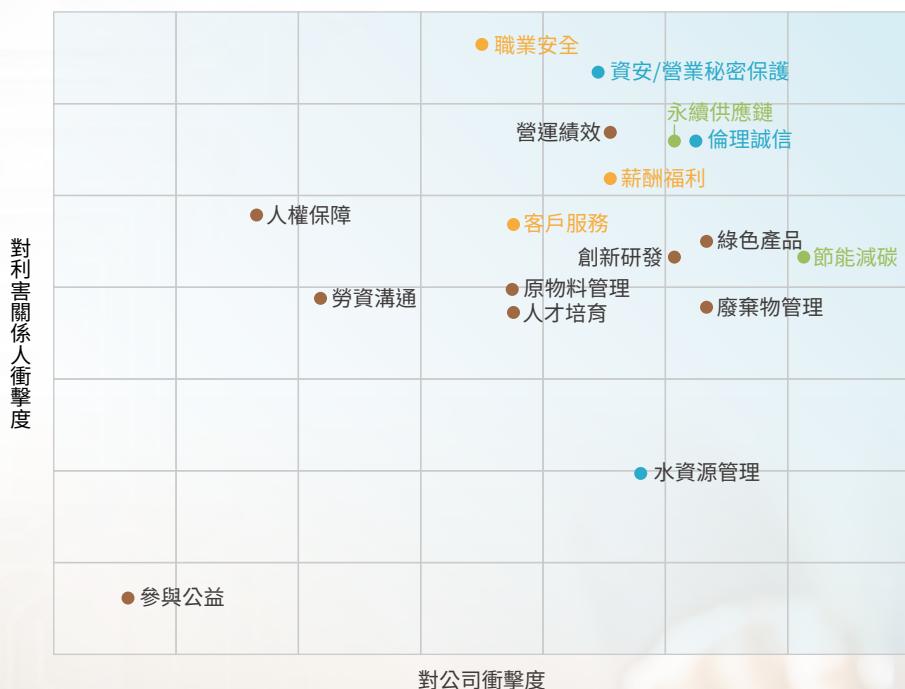 職業安全
資安/營業秘密保護
永續供應鏈
營運績效
倫理誠信
薪酬福利
人權保障
客戶服務
綠色產品
創新研發
節能減碳
原物料管理
勞資溝通
廢棄物管理
人才培育
對利害關係人衝擊度
水資源管理
參與公益
對公司衝擊度